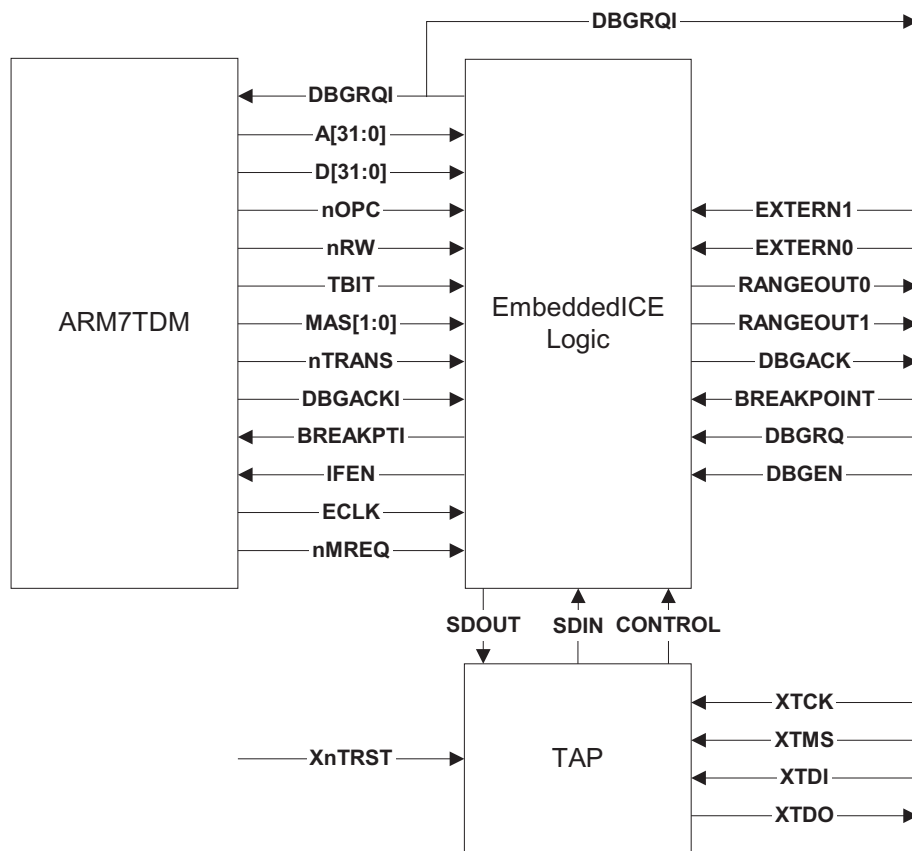 DBGRQI
DBGRQI
A[31:0]
D[31:0]
nOPC
EXTERN1
nRW
EXTERN0
TBIT
RANGEOUT0
ARM7TDM
EmbeddedICE
Logic
MAS[1:0]
RANGEOUT1
nTRANS
DBGACK
DBGACKI
BREAKPOINT
BREAKPTI
DBGRQ
IFEN
DBGEN
ECLK
nMREQ
SDOUT
SDIN
CONTROL
XTCK
XTMS
XnTRST
TAP
XTDI
XTDO